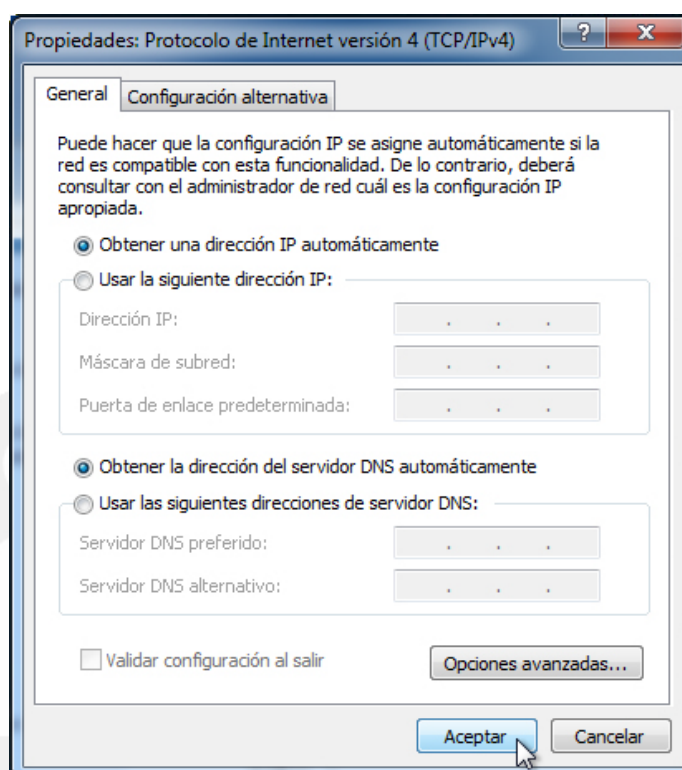 Propiedades: Protocolo de Internet versión 4 (TCP/IPv4)
General
Configuración alternativa
Puede hacer que la configuración IP se asigne automáticamente si la
red es compatible con esta funcionalidad. De lo contrario, deberá
consultar con el administrador de red cuál es la configuración IP
apropiada.
Obtener una dirección IP automáticamente
Usar la siguiente dirección IP:
Dirección IP:
Máscara de subred:
Puerta de enlace predeterminada:
Obtener la dirección del servidor DNS automáticamente
Usar las siguientes direcciones de servidor DNS:
Servidor DNS preferido:
Servidor DNS alternativo:
Validar configuración al salir
Opciones avanzadas...
Aceptar
Cancelar